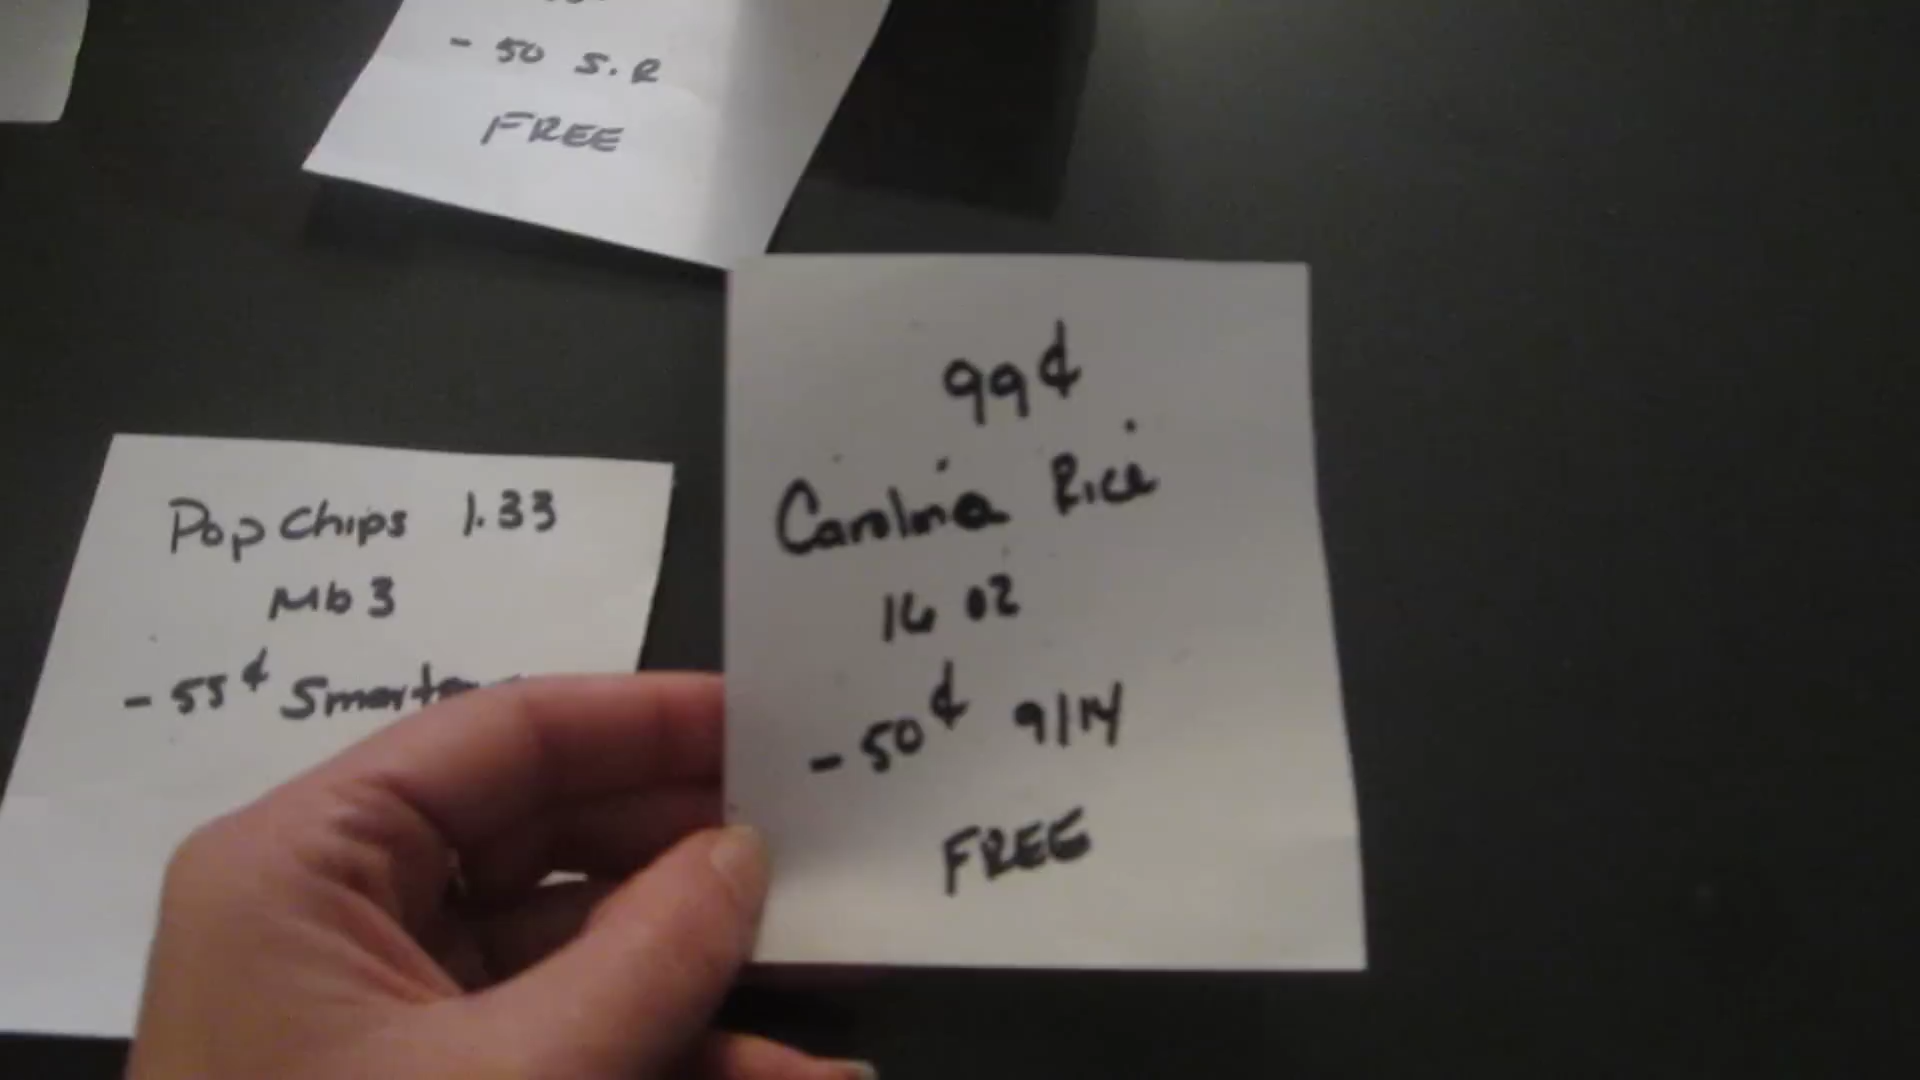 - 50 S.R
FREE
Pop Chips 1.33
Mb 3
- 55¢
99¢
Carolina Rice
16 oz
- 50¢ 9/14
FREE